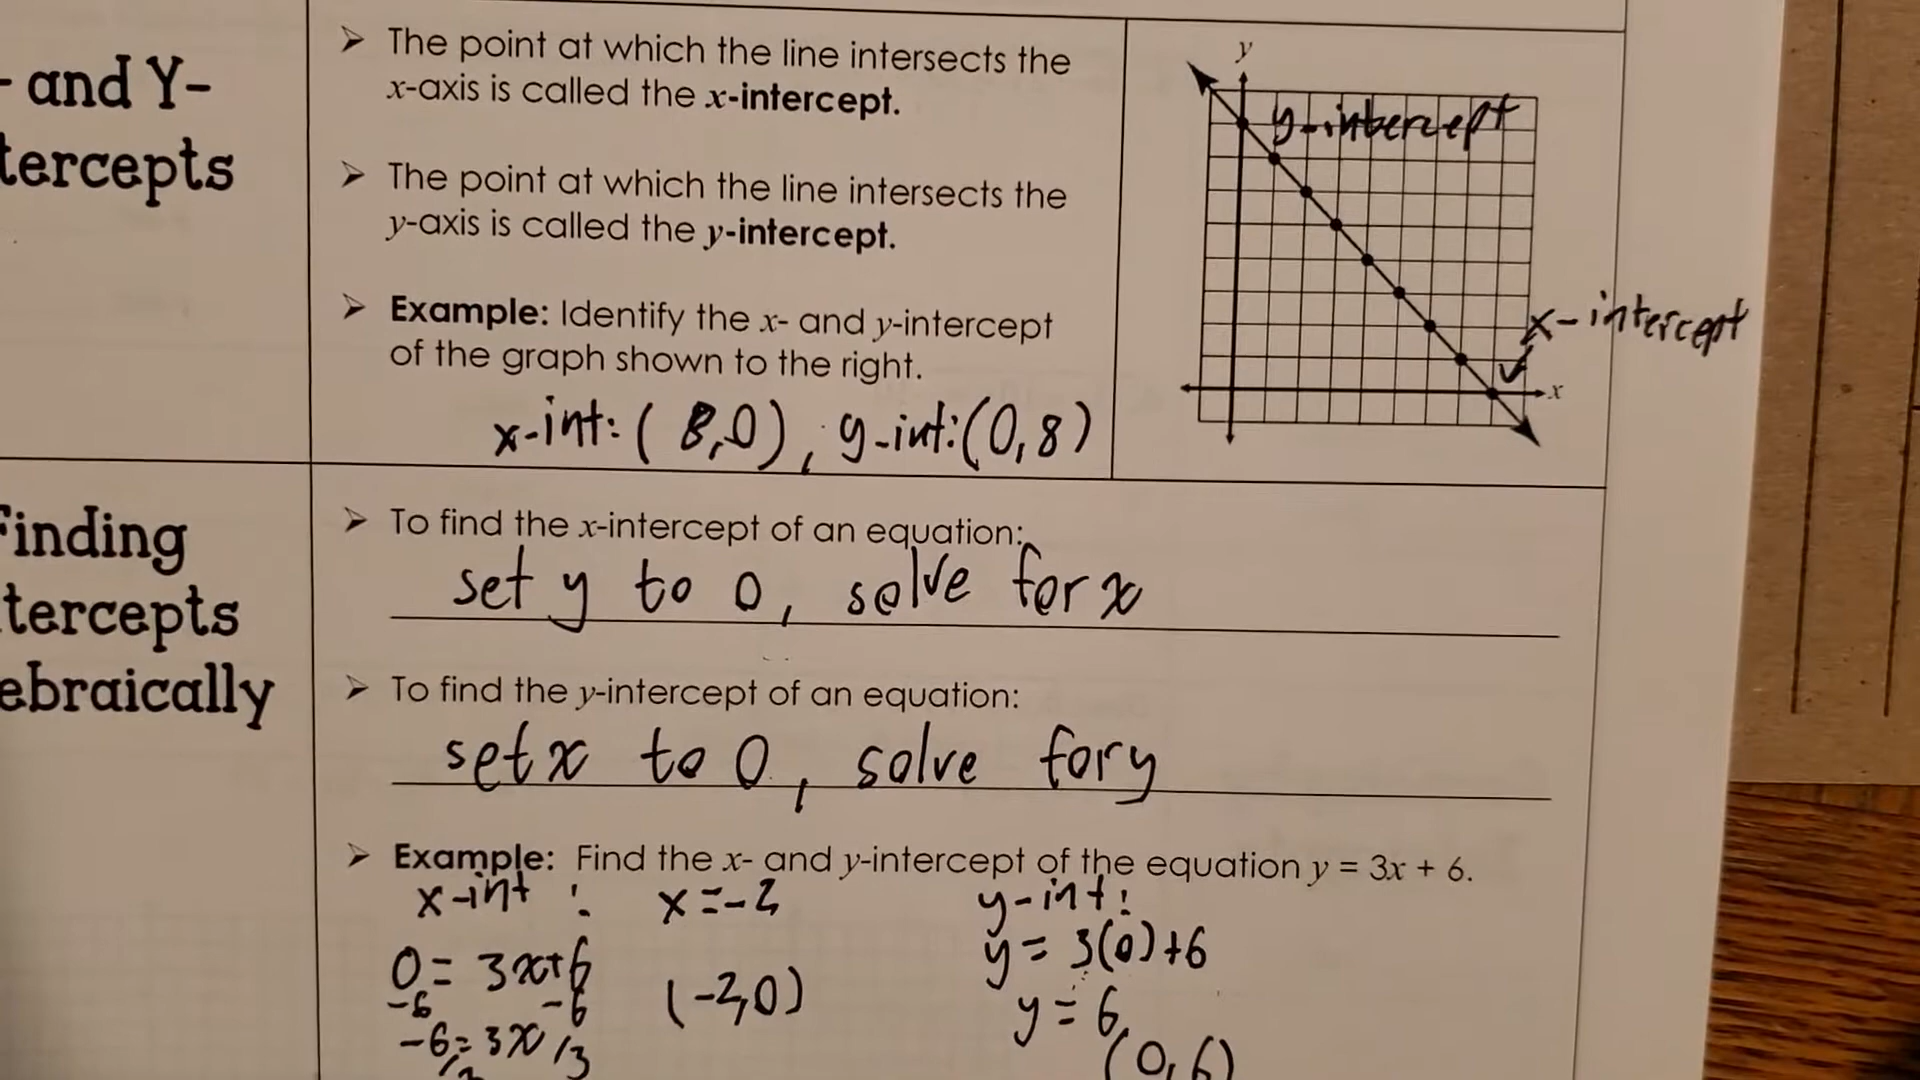 - and Y-
tercepts
➢ The point at which the line intersects the
x-axis is called the x-intercept.
➢ The point at which the line intersects the
y-axis is called the y-intercept.
➢ Example: Identify the x- and y-intercept
of the graph shown to the right.
x-int: (8,0), y-int:(0,8)
y
y-intercept
x-intercept
x
Finding
tercepts
ebraically
➢ To find the x-intercept of an equation:
set y to 0, solve for x
➢ To find the y-intercept of an equation:
set x to 0, solve for y
➢ Example: Find the x- and y-intercept of the equation y = 3x + 6.
x-int:
0 = 3x+6
-6 -6
-6 = 3x /3
x=-2
(-2,0)
y-int:
y = 3(0)+6
y = 6
(0,6)